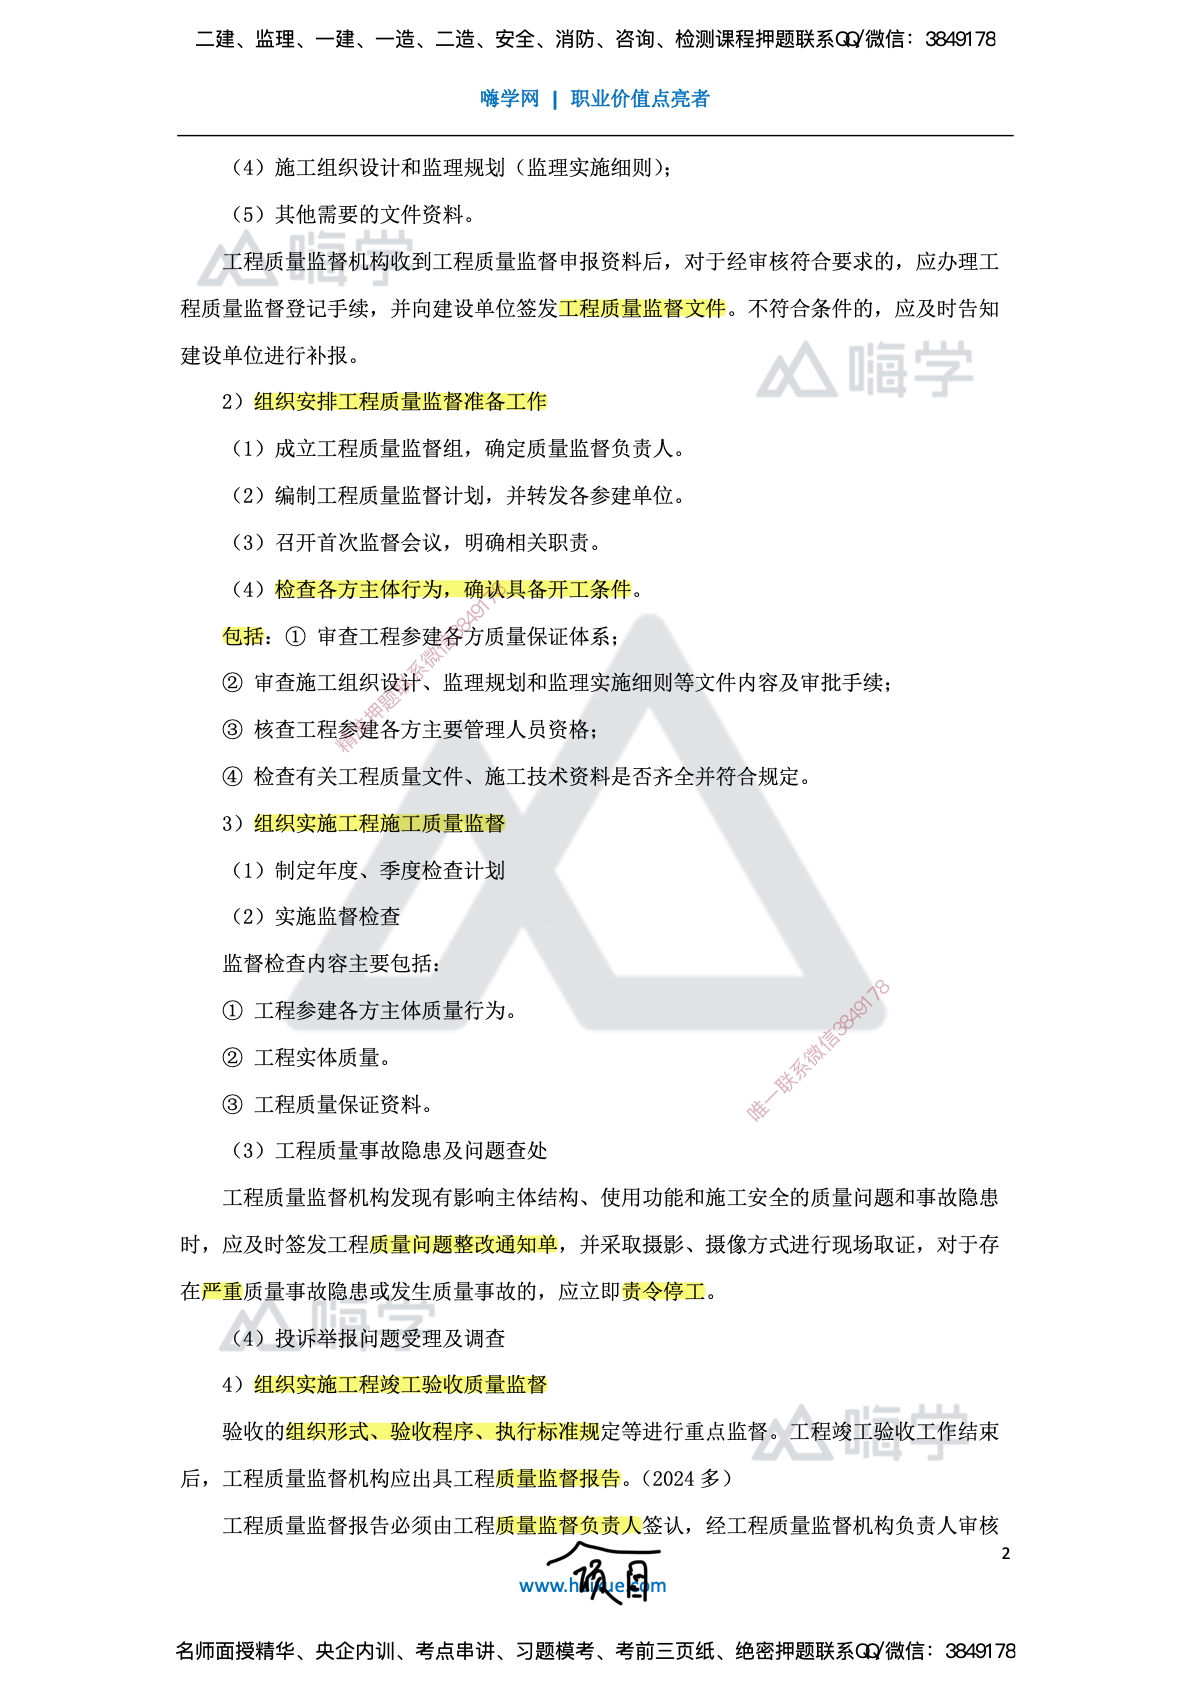 二建、监理、一建、一造、二造、安全、消防、咨询、检测课程押题联系QQ/微信：3849178
嗨学网 | 职业价值点亮者
（4）施工组织设计和监理规划（监理实施细则）；
（5）其他需要的文件资料。
嗨学
工程质量监督机构收到工程质量监督申报资料后，对于经审核符合要求的，应办理工
程质量监督登记手续，并向建设单位签发工程质量监督文件。不符合条件的，应及时告知
建设单位进行补报。
嗨学
2）组织安排工程质量监督准备工作
（1）成立工程质量监督组，确定质量监督负责人。
（2）编制工程质量监督计划，并转发各参建单位。
（3）召开首次监督会议，明确相关职责。
（4）检查各方主体行为，确认具备开工条件。
包括：① 审查工程参建各方质量保证体系；
② 审查施工组织设计、监理规划和监理实施细则等文件内容及审批手续；
精准押题联系微信3849178
③ 核查工程参建各方主要管理人员资格；
④ 检查有关工程质量文件、施工技术资料是否齐全并符合规定。
3）组织实施工程施工质量监督
（1）制定年度、季度检查计划
（2）实施监督检查
监督检查内容主要包括：
① 工程参建各方主体质量行为。
② 工程实体质量。
唯一联系微信3849178
③ 工程质量保证资料。
（3）工程质量事故隐患及问题查处
工程质量监督机构发现有影响主体结构、使用功能和施工安全的质量问题和事故隐患
时，应及时签发工程质量问题整改通知单，并采取摄影、摄像方式进行现场取证，对于存
在严重质量事故隐患或发生质量事故的，应立即责令停工。
嗨学
（4）投诉举报问题受理及调查
4）组织实施工程竣工验收质量监督
嗨学
验收的组织形式、验收程序、执行标准规定等进行重点监督。工程竣工验收工作结束
后，工程质量监督机构应出具工程质量监督报告。（2024 多）
工程质量监督报告必须由工程质量监督负责人签认，经工程质量监督机构负责人审核
2
项目
www.haixue.com
名师面授精华、央企内训、考点串讲、习题模考、考前三页纸、绝密押题联系QQ/微信：3849178